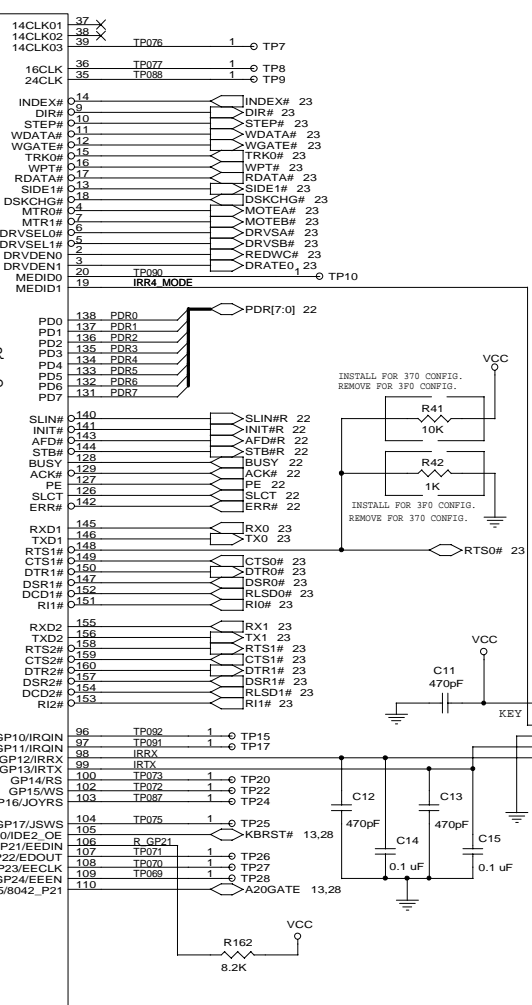 14CLK01 37
14CLK02 38
14CLK03 39 TP076 1 TP7
16CLK 36 TP077 1 TP8
24CLK 35 TP088 1 TP9
INDEX# 14 INDEX# 23
DIR# 9 DIR# 23
STEP# 10 STEP# 23
WDATA# 11 WDATA# 23
WGATE# 12 WGATE# 23
TRK0# 15 TRK0# 23
WPT# 16 WPT# 23
RDATA# 17 RDATA# 23
SIDE1# 13 SIDE1# 23
DSKCHG# 18 DSKCHG# 23
MTR0# 4 MOTEA# 23
MTR1# 7 MOTEB# 23
DRVSEL0# 6 DRVSA# 23
DRVSEL1# 5 DRVSB# 23
DRVDEN0 2 REDWC# 23
DRVDEN1 3 DRATE0 23
MEDID0 20 TP090 1 TP10
MEDID1 19 IRR4_MODE
PD0 138 PDR0 PDR[7:0] 22
PD1 137 PDR1
PD2 136 PDR2
PD3 135 PDR3
PD4 134 PDR4
PD5 133 PDR5
PD6 132 PDR6
PD7 131 PDR7
VCC
INSTALL FOR 370 CONFIG.
REMOVE FOR 3F0 CONFIG.
R41
10K
R42
1K
INSTALL FOR 3F0 CONFIG.
REMOVE FOR 370 CONFIG.
SLIN# 140 SLIN#R 22
INIT# 141 INIT#R 22
AFD# 143 AFD#R 22
STB# 144 STB#R 22
BUSY 128 BUSY 22
ACK# 129 ACK# 22
PE 127 PE 22
SLCT 126 SLCT 22
ERR# 142 ERR# 22
RXD1 145 RX0 23
TXD1 146 TX0 23
RTS1# 148 RTS0# 23
CTS1# 149 CTS0# 23
DTR1# 150 DTR0# 23
DSR1# 147 DSR0# 23
DCD1# 152 RLSD0# 23
RI1# 151 RI0# 23
RXD2 155 RX1 23
TXD2 156 TX1 23
RTS2# 158 RTS1# 23
CTS2# 159 CTS1# 23
DTR2# 160 DTR1# 23
DSR2# 157 DSR1# 23
DCD2# 154 RLSD1# 23
RI2# 153 RI1# 23
VCC
C11
470pF
KEY
GP10/IRQIN 96 TP092 1 TP15
GP11/IRQIN 97 TP091 1 TP17
GP12/IRRX 98 IRRX
GP13/IRTX 99 IRTX
GP14/RS 100 TP073 1 TP20
GP15/WS 102 TP072 1 TP22
GP16/JOYRS 103 TP087 1 TP24
GP17/JSWS 104 TP075 1 TP25
0/IDE2_OE 105 KBRST# 13,28
P21/EEDIN 106 R_GP21
P22/EDOUT 107 TP071 1 TP26
P23/EECLK 108 TP070 1 TP27
GP24/EEEN 109 TP069 1 TP28
5/8042_P21 110 A20GATE 13,28
C12
470pF
C13
470pF
C14
0.1 uF
C15
0.1 uF
VCC
R162
8.2K